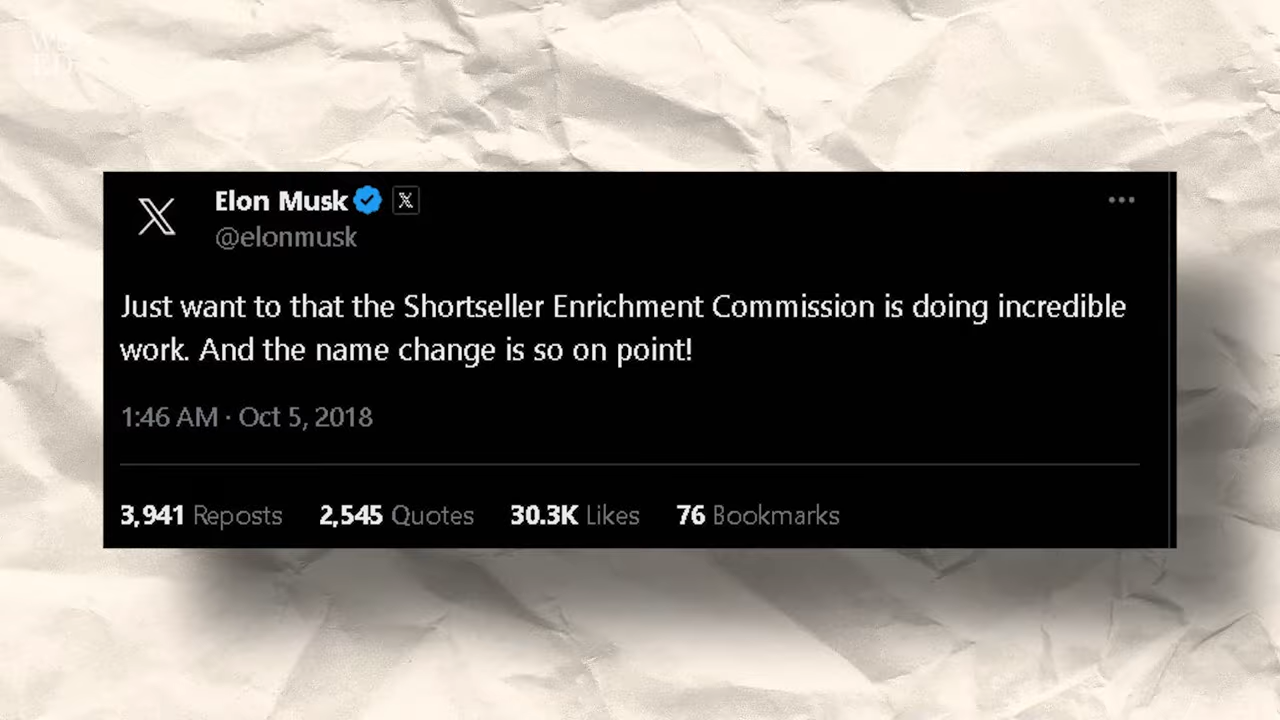 Elon Musk
@elonmusk
Just want to that the Shortseller Enrichment Commission is doing incredible
work. And the name change is so on point!
1:46 AM · Oct 5, 2018
3,941 Reposts 2,545 Quotes 30.3K Likes 76 Bookmarks